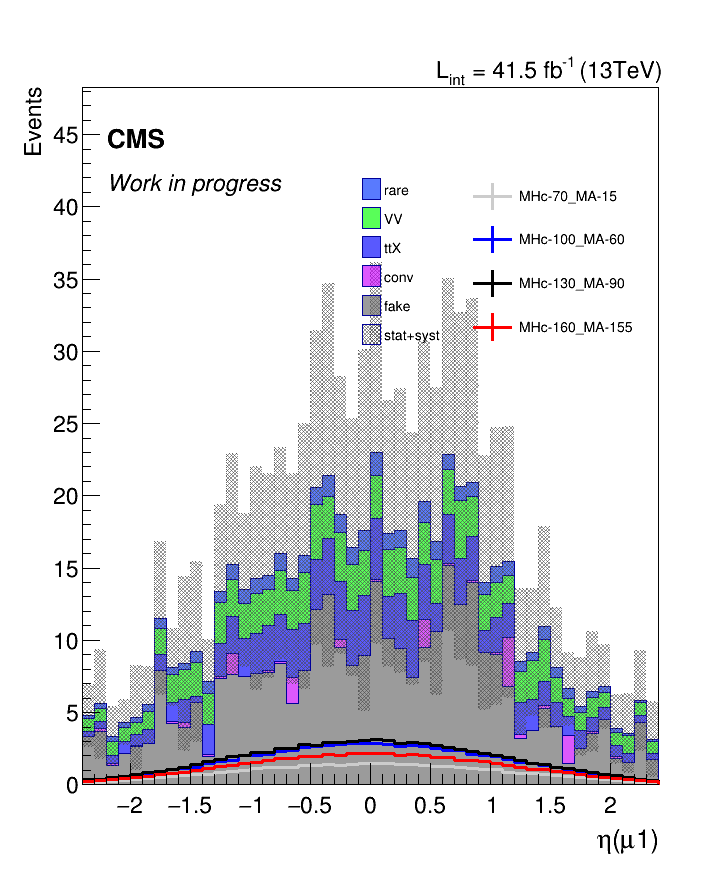 L_int = 41.5 fb^-1 (13TeV)
Events
CMS
Work in progress
rare
VV
ttX
conv
fake
stat+syst
MHc-70_MA-15
MHc-100_MA-60
MHc-130_MA-90
MHc-160_MA-155
45
40
35
30
25
20
15
10
5
0
−2 −1.5 −1 −0.5 0 0.5 1 1.5 2
η(μ1)